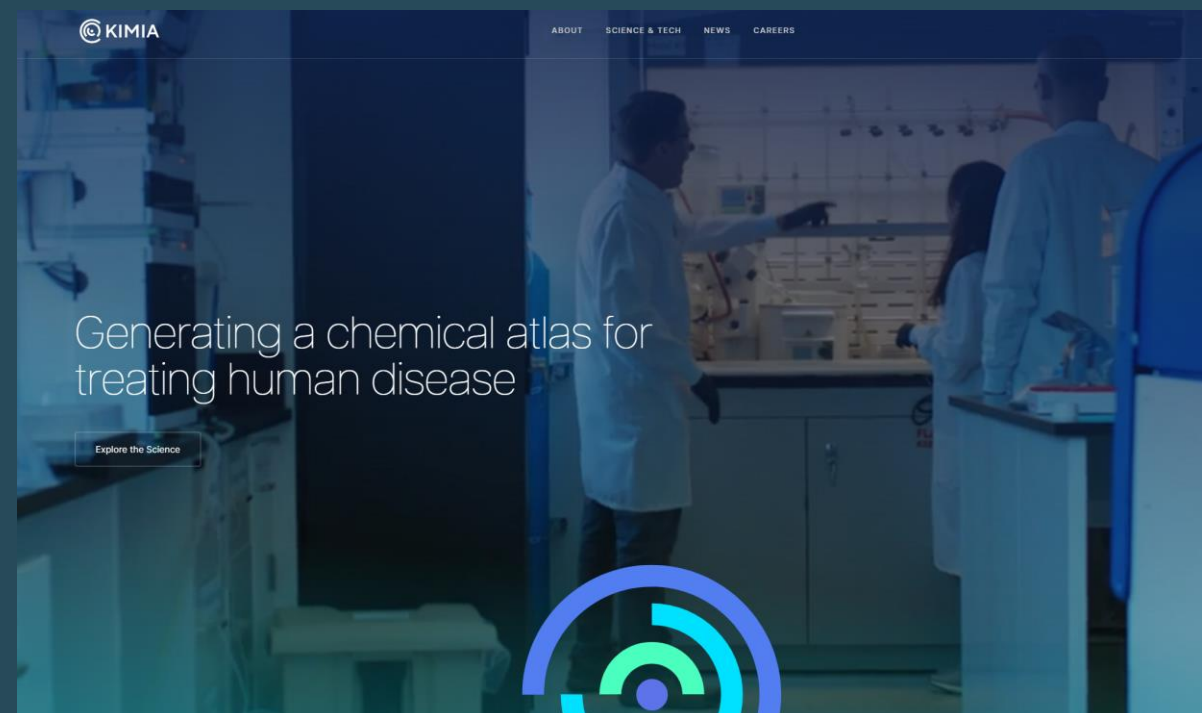 KIMIA
ABOUT SCIENCE & TECH NEWS CAREERS
Generating a chemical atlas for
treating human disease
Explore the Science